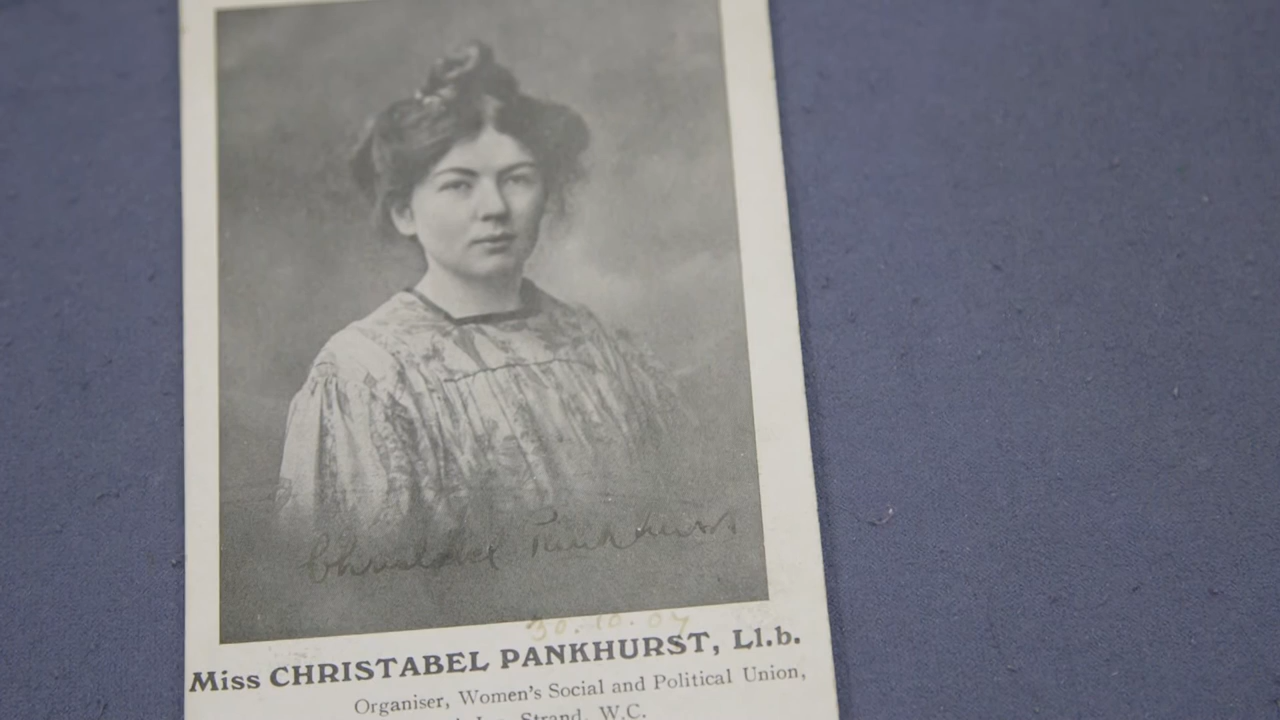 Christabel Pankhurst
30.10.07
Miss CHRISTABEL PANKHURST, Ll.b.
Organiser, Women's Social and Political Union,
Strand, W.C.